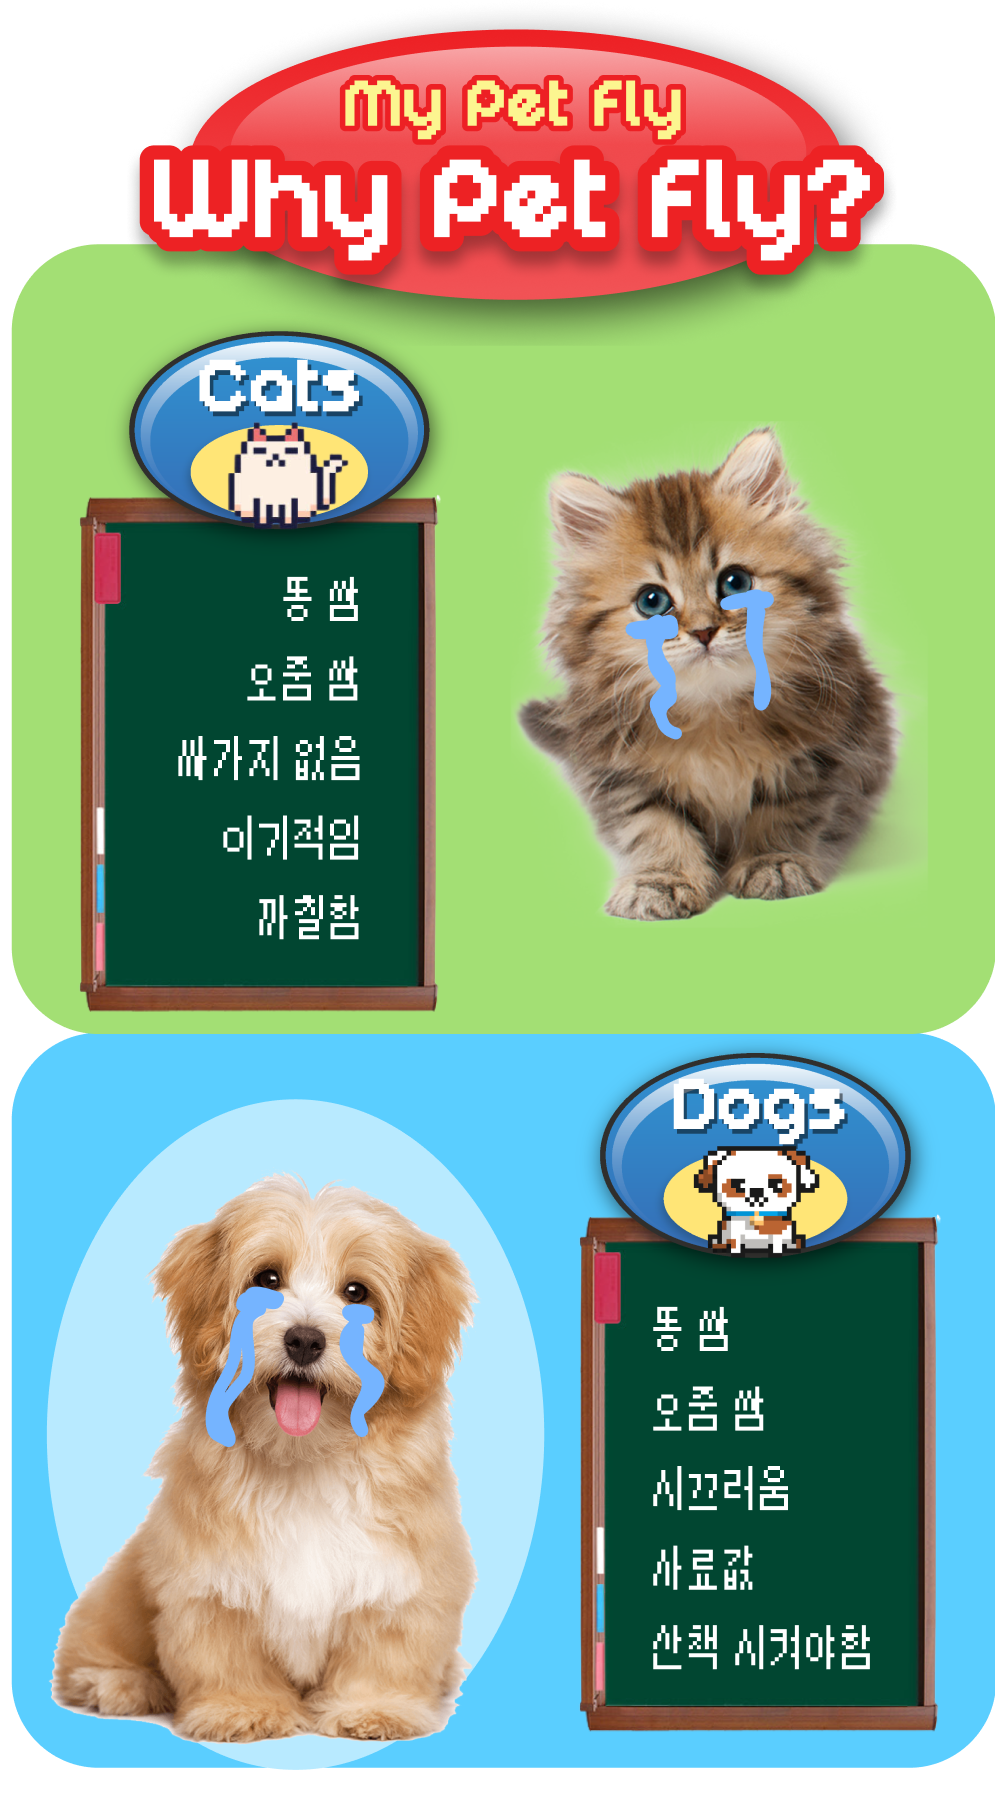 My Pet Fly
Why Pet Fly?
Cats
똥 쌈
오줌 쌈
싸가지 없음
이기적임
까칠함
Dogs
똥 쌈
오줌 쌈
시끄러움
사료값
산책 시켜야함